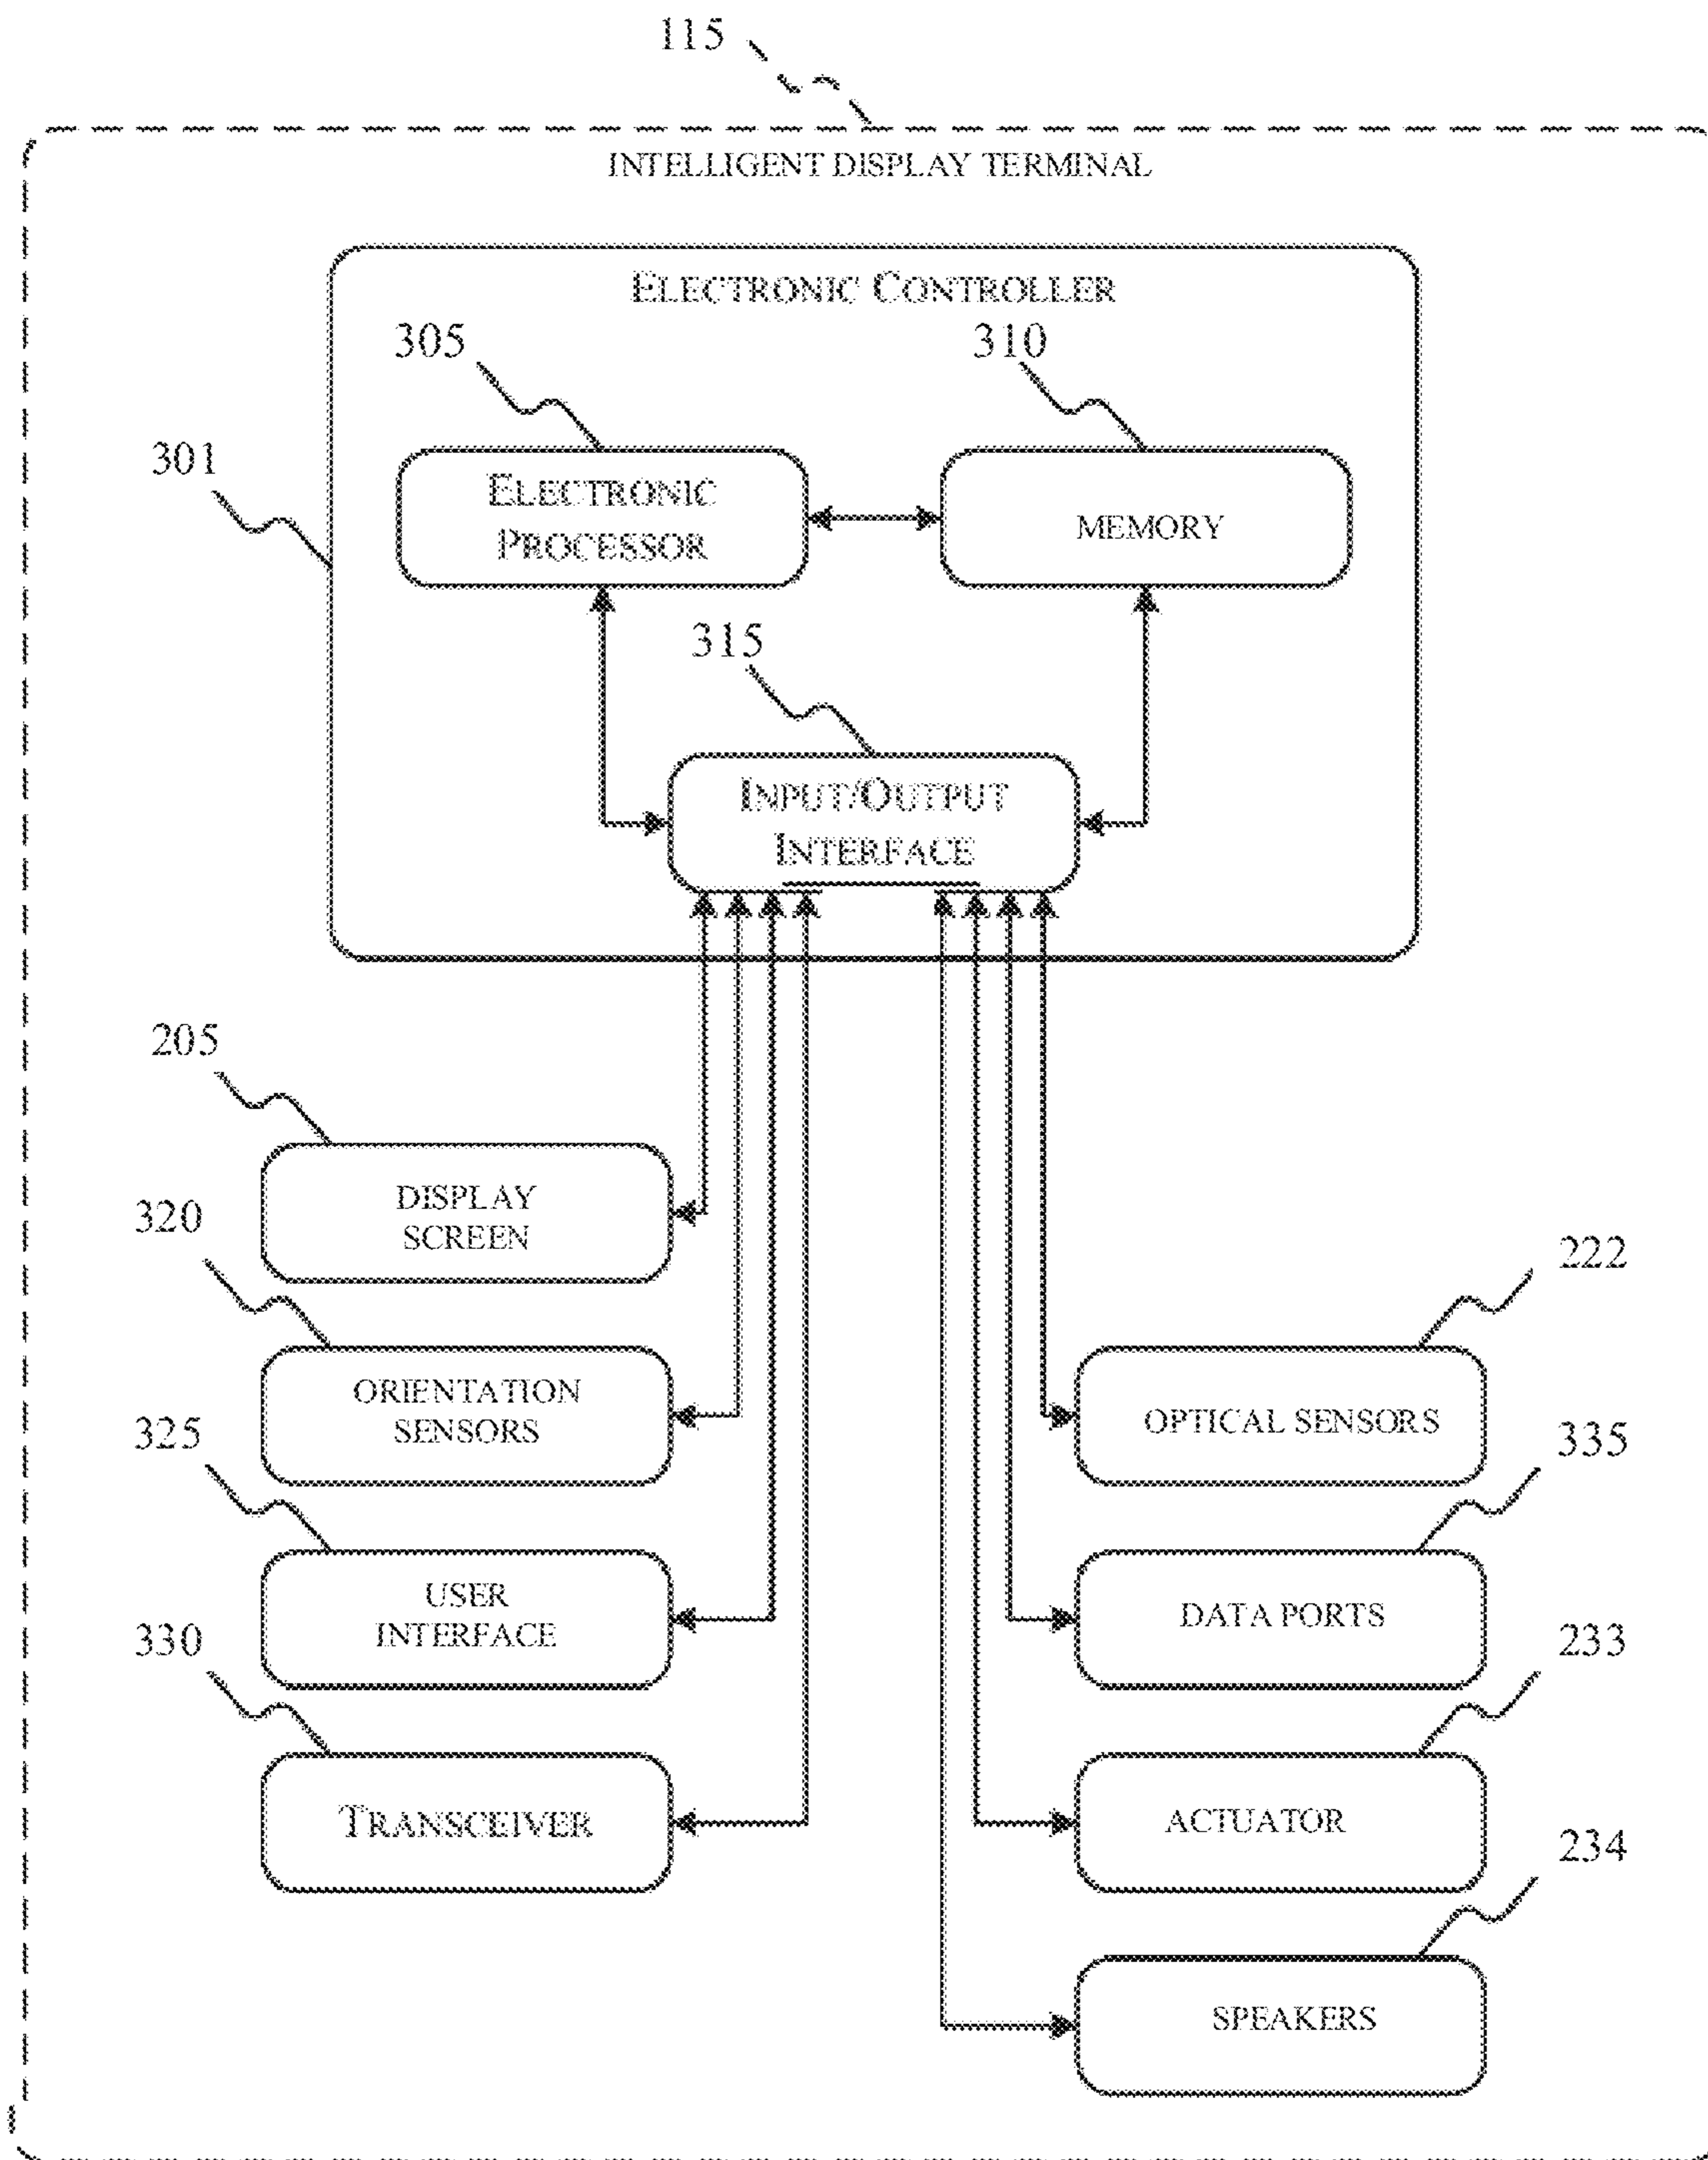 115
INTELLIGENT DISPLAY TERMINAL
ELECTRONIC CONTROLLER
305
310
301
ELECTRONIC
PROCESSOR
MEMORY
315
INPUT/OUTPUT
INTERFACE
205
DISPLAY
SCREEN
320
ORIENTATION
SENSORS
325
USER
INTERFACE
330
TRANSCEIVER
222
OPTICAL SENSORS
335
DATA PORTS
233
ACTUATOR
234
SPEAKERS